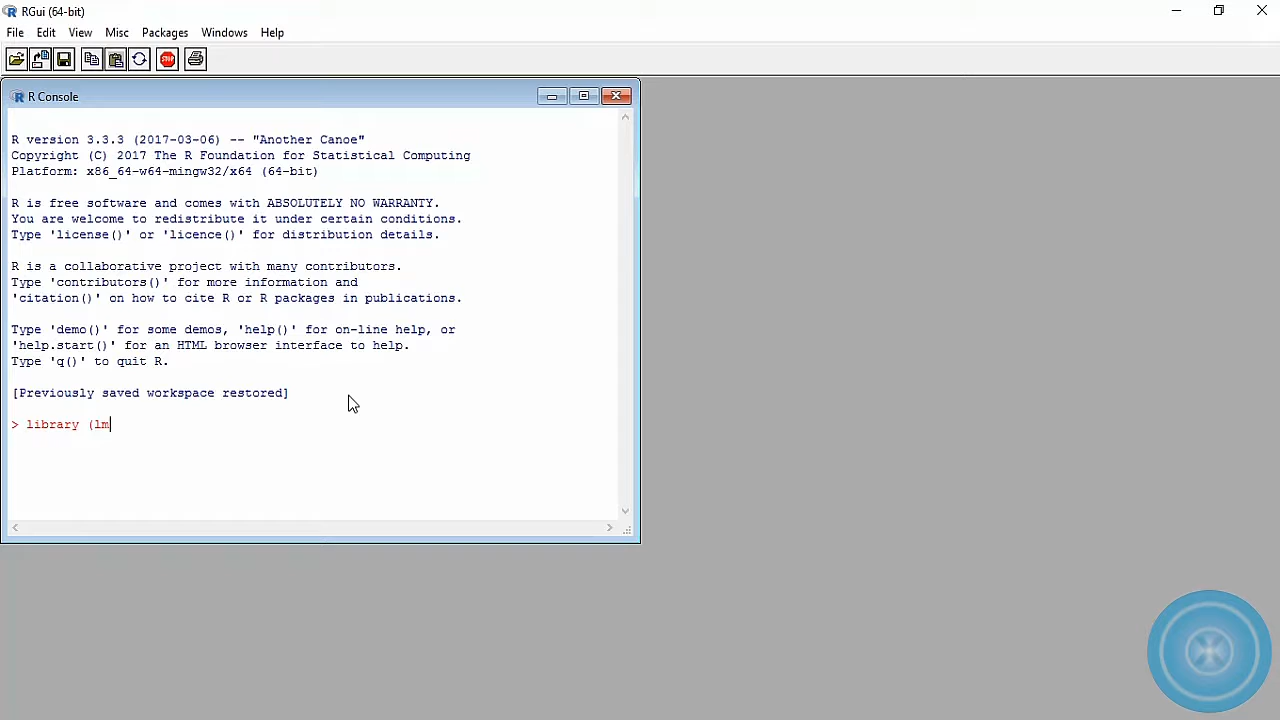 RGui (64-bit)
File Edit View Misc Packages Windows Help
STOP
R Console
R version 3.3.3 (2017-03-06) -- "Another Canoe"
Copyright (C) 2017 The R Foundation for Statistical Computing
Platform: x86_64-w64-mingw32/x64 (64-bit)
R is free software and comes with ABSOLUTELY NO WARRANTY.
You are welcome to redistribute it under certain conditions.
Type 'license()' or 'licence()' for distribution details.
R is a collaborative project with many contributors.
Type 'contributors()' for more information and
'citation()' on how to cite R or R packages in publications.
Type 'demo()' for some demos, 'help()' for on-line help, or
'help.start()' for an HTML browser interface to help.
Type 'q()' to quit R.
[Previously saved workspace restored]
> library (lm